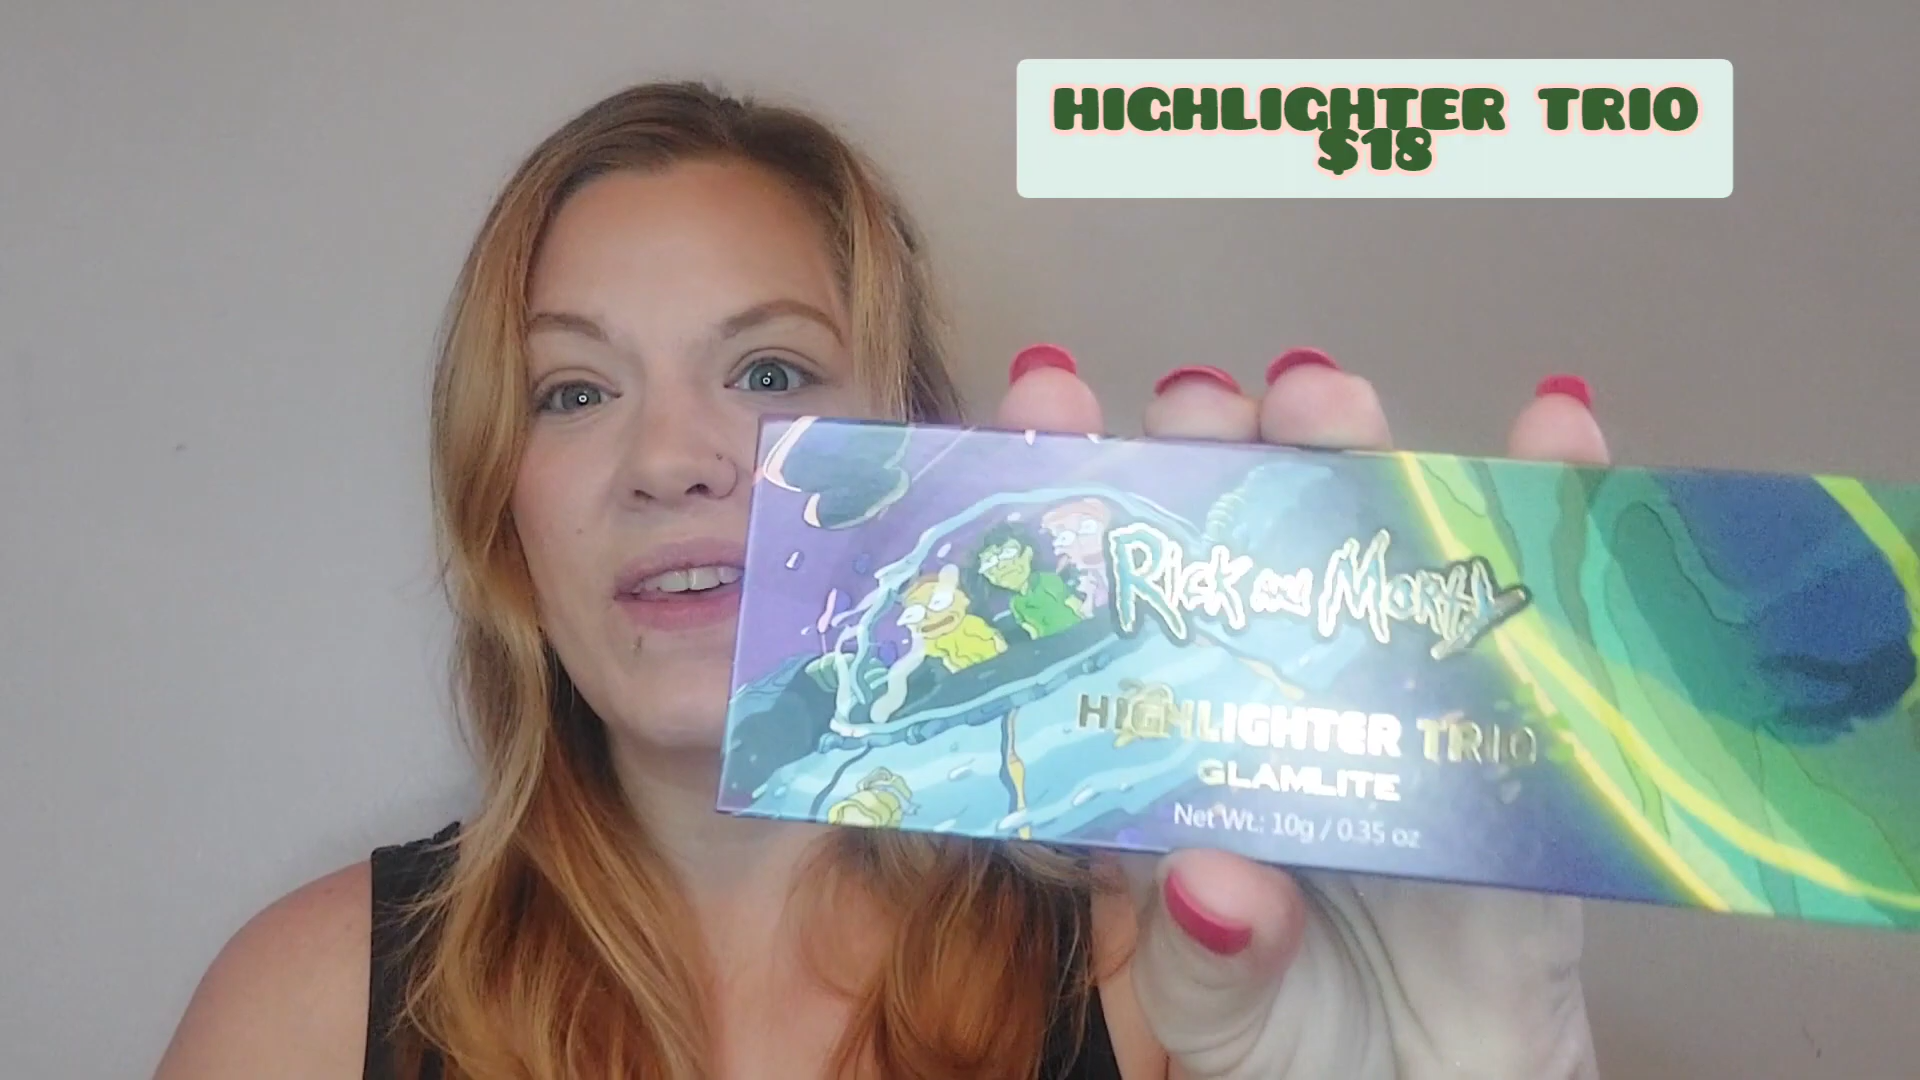 HIGHLIGHTER TRIO
$18
Rick and Morty
HIGHLIGHTER TRIO
GLAMLITE
Net Wt.: 10g / 0.35 oz